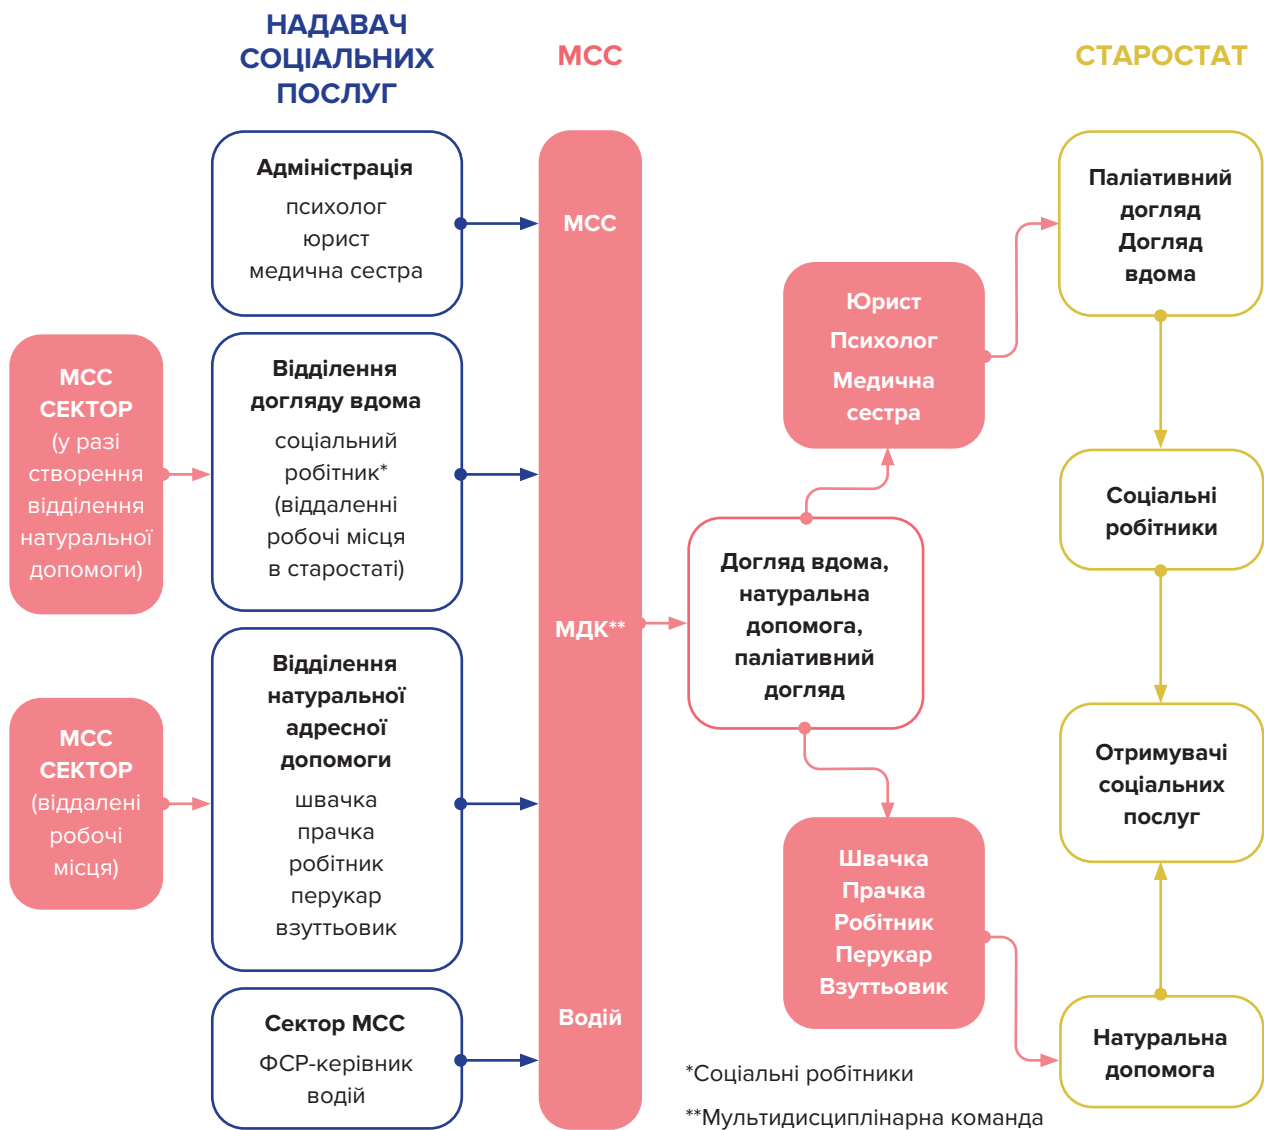 НАДАВАЧ
СОЦІАЛЬНИХ
ПОСЛУГ
МСС
СТАРОСТАТ
Адміністрація
психолог
юрист
медична сестра
МСС
СЕКТОР
(у разі
створення
відділення
натуральної
допомоги)
Відділення
догляду вдома
соціальний
робітник*
(віддаленні
робочі місця
в старостаті)
МСС
СЕКТОР
(віддалені
робочі
місця)
Відділення
натуральної
адресної
допомоги
швачка
прачка
робітник
перукар
взуттьовик
Сектор МСС
ФСР-керівник
водій
МСС
МДК**
Водій
Догляд вдома,
натуральна
допомога,
паліативний
догляд
Юрист
Психолог
Медична
сестра
Швачка
Прачка
Робітник
Перукар
Взуттьовик
Паліативний
догляд
Догляд
вдома
Соціальні
робітники
Отримувачі
соціальних
послуг
Натуральна
допомога
*Соціальні робітники
**Мультидисциплінарна команда